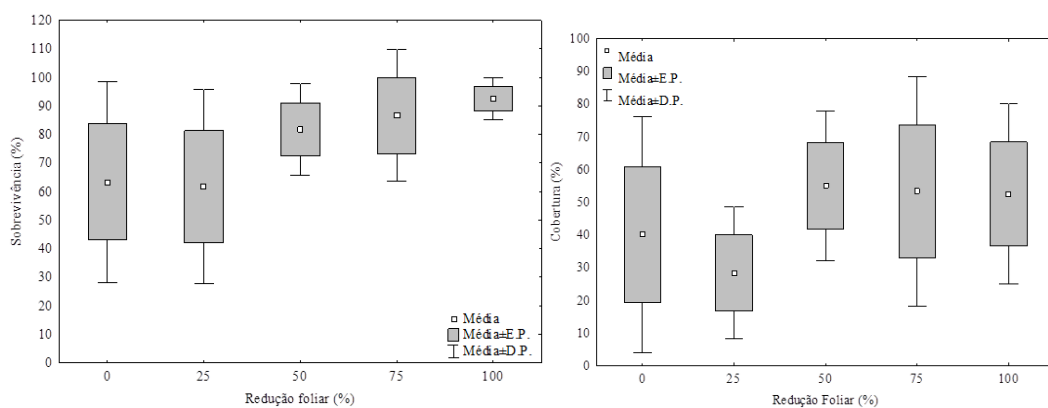 120
110
100
90
80
70
60
50
40
30
20
10
0
Sobrevivência (%)
Média
Média±E.P.
Média±D.P.
0 25 50 75 100
Redução foliar (%)
100
90
80
70
60
50
40
30
20
10
0
Cobertura (%)
Média
Média±E.P.
Média±D.P.
0 25 50 75 100
Redução Foliar (%)